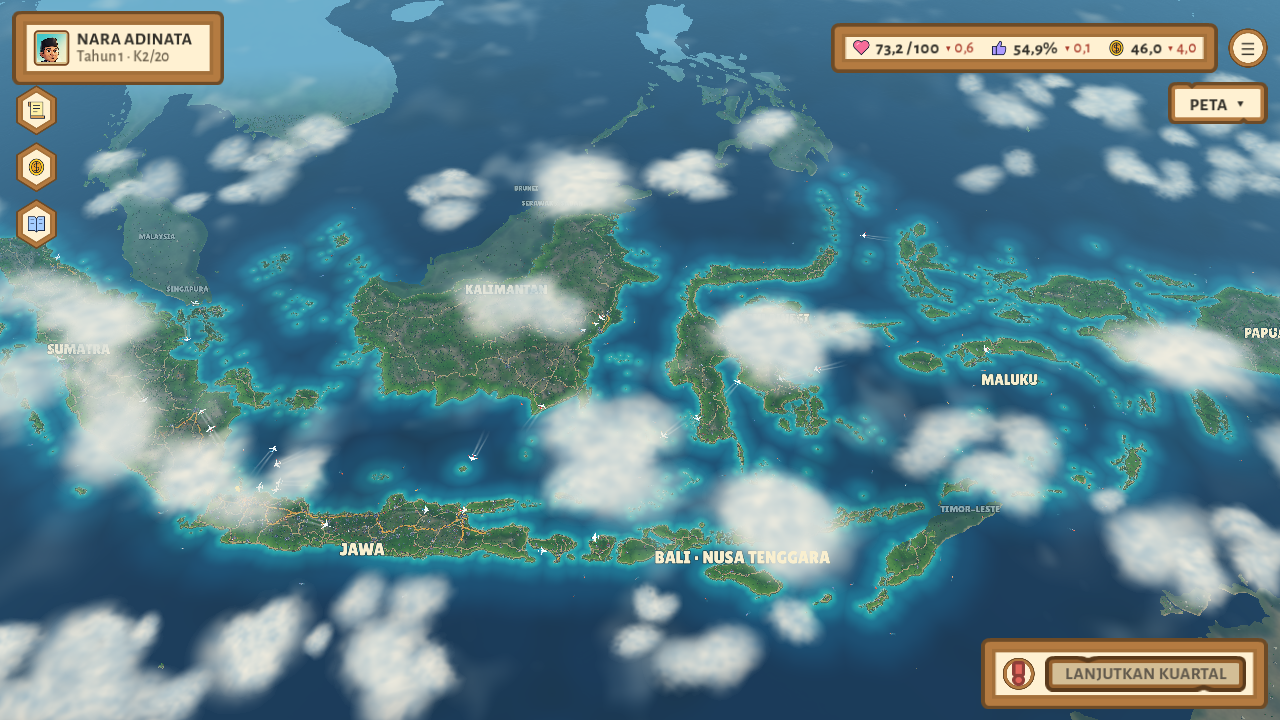 NARA ADINATA
Tahun 1 · K2/20
73,2 /100 ▾ 0,6
54,9% ▾ 0,1
46,0 ▾ 4,0
PETA ▾
BRUNEI
MALAYSIA
SINGAPURA
KALIMANTAN
SUMATRA
PAPU
MALUKU
TIMOR-LESTE
JAWA
BALI · NUSA TENGGARA
LANJUTKAN KUARTAL